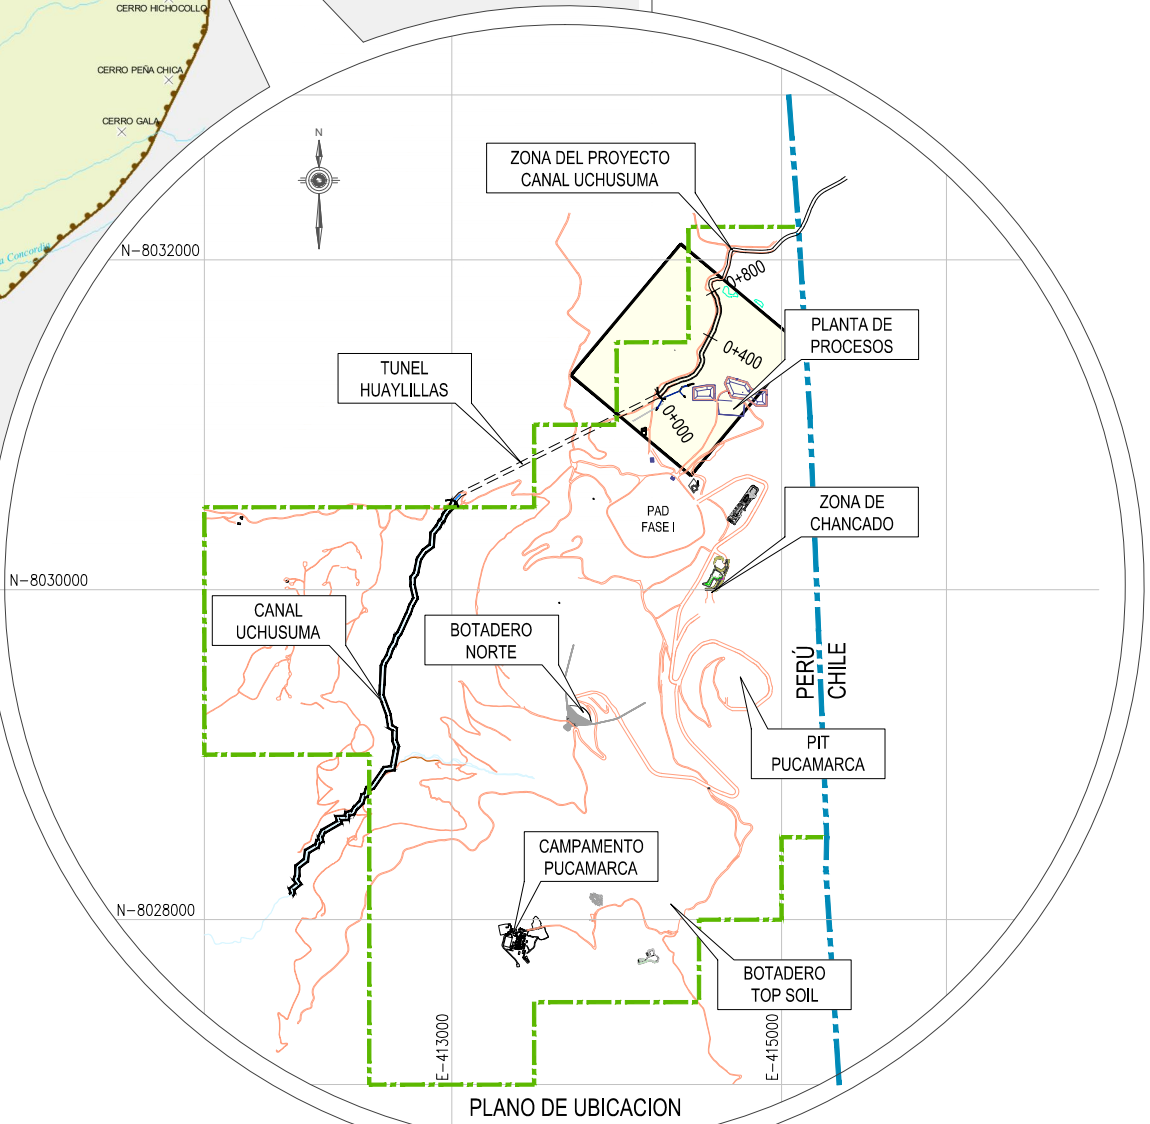 CERRO HICHOCOLLO
CERRO PEÑA CHICA
CERRO GALA
a Concordia
N
ZONA DEL PROYECTO
CANAL UCHUSUMA
N-8032000
0+800
PLANTA DE
PROCESOS
0+400
TUNEL
HUAYLILLAS
0+000
PAD
FASE I
ZONA DE
CHANCADO
N-8030000
CANAL
UCHUSUMA
BOTADERO
NORTE
PERÚ
CHILE
PIT
PUCAMARCA
CAMPAMENTO
PUCAMARCA
N-8028000
BOTADERO
TOP SOIL
E-413000
E-415000
PLANO DE UBICACION